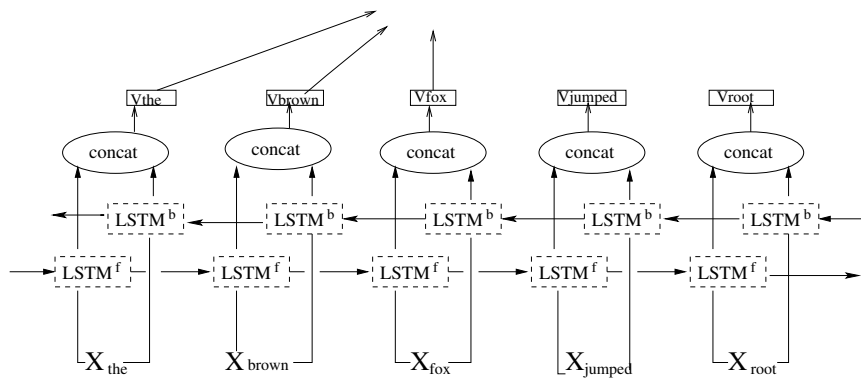 Vthe Vbrown Vfox Vjumped Vroot
concat concat concat concat concat
LSTM b LSTM b LSTM b LSTM b LSTM b
LSTM f LSTM f LSTM f LSTM f LSTM f
X the X brown X fox X jumped X root